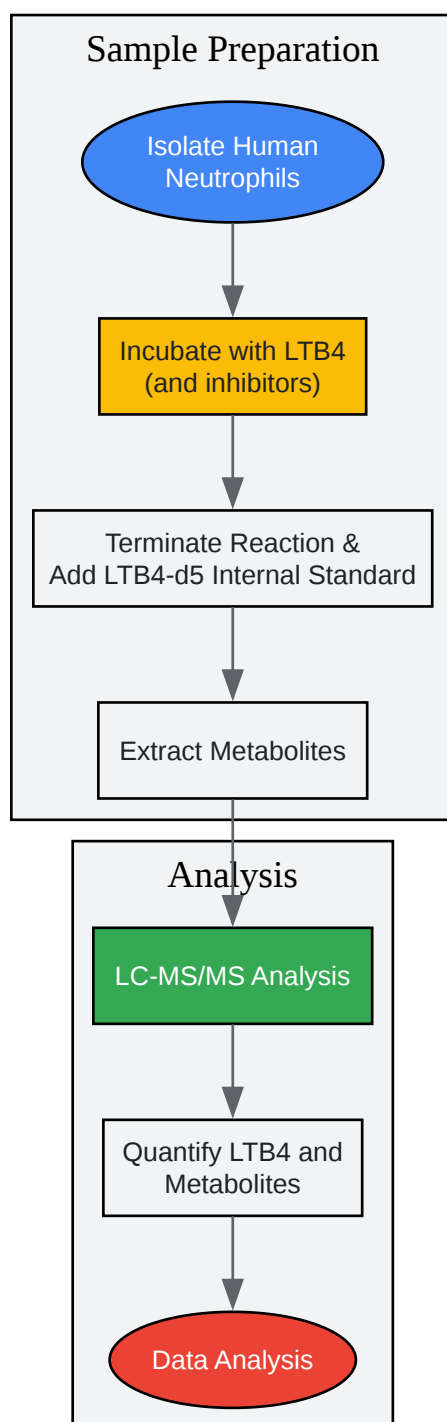 Sample Preparation
Isolate Human
Neutrophils
Incubate with LTB4
(and inhibitors)
Terminate Reaction &
Add LTB4-d5 Internal Standard
Extract Metabolites
Analysis
LC-MS/MS Analysis
Quantify LTB4 and
Metabolites
Data Analysis